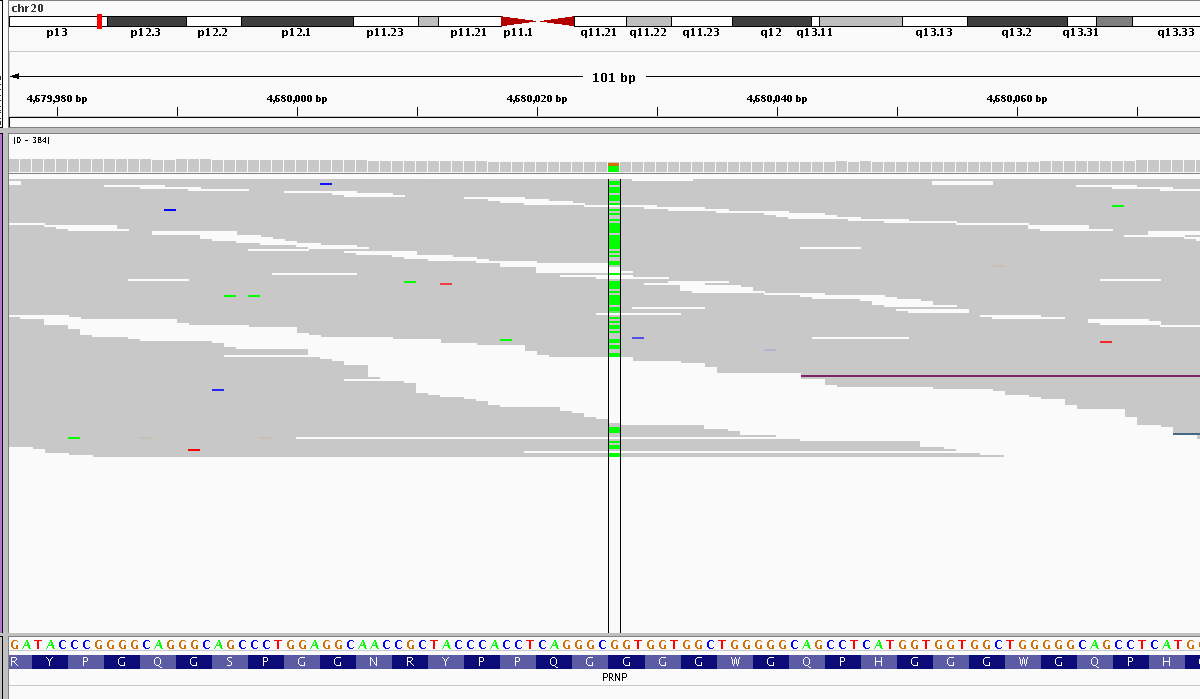 chr20
p13 p12.3 p12.2 p12.1 p11.23 p11.21 p11.1 q11.21 q11.22 q11.23 q12 q13.11 q13.13 q13.2 q13.31 q13.33
101 bp
4,679,980 bp 4,680,000 bp 4,680,020 bp 4,680,040 bp 4,680,060 bp
[0 - 384]
G A T A C C C G G G G C A G G G C A G C C C T G G A G G C A A C C G C T A C C C A C C T C A G G G C G G T G G T G G C T G G G G G C A G C C T C A T G G T G G T G G C T G G G G G C A G C C T C A T G
R Y P G Q G S P G G N R Y P P Q G G G G W G Q P H G G G W G Q P H
PRNP